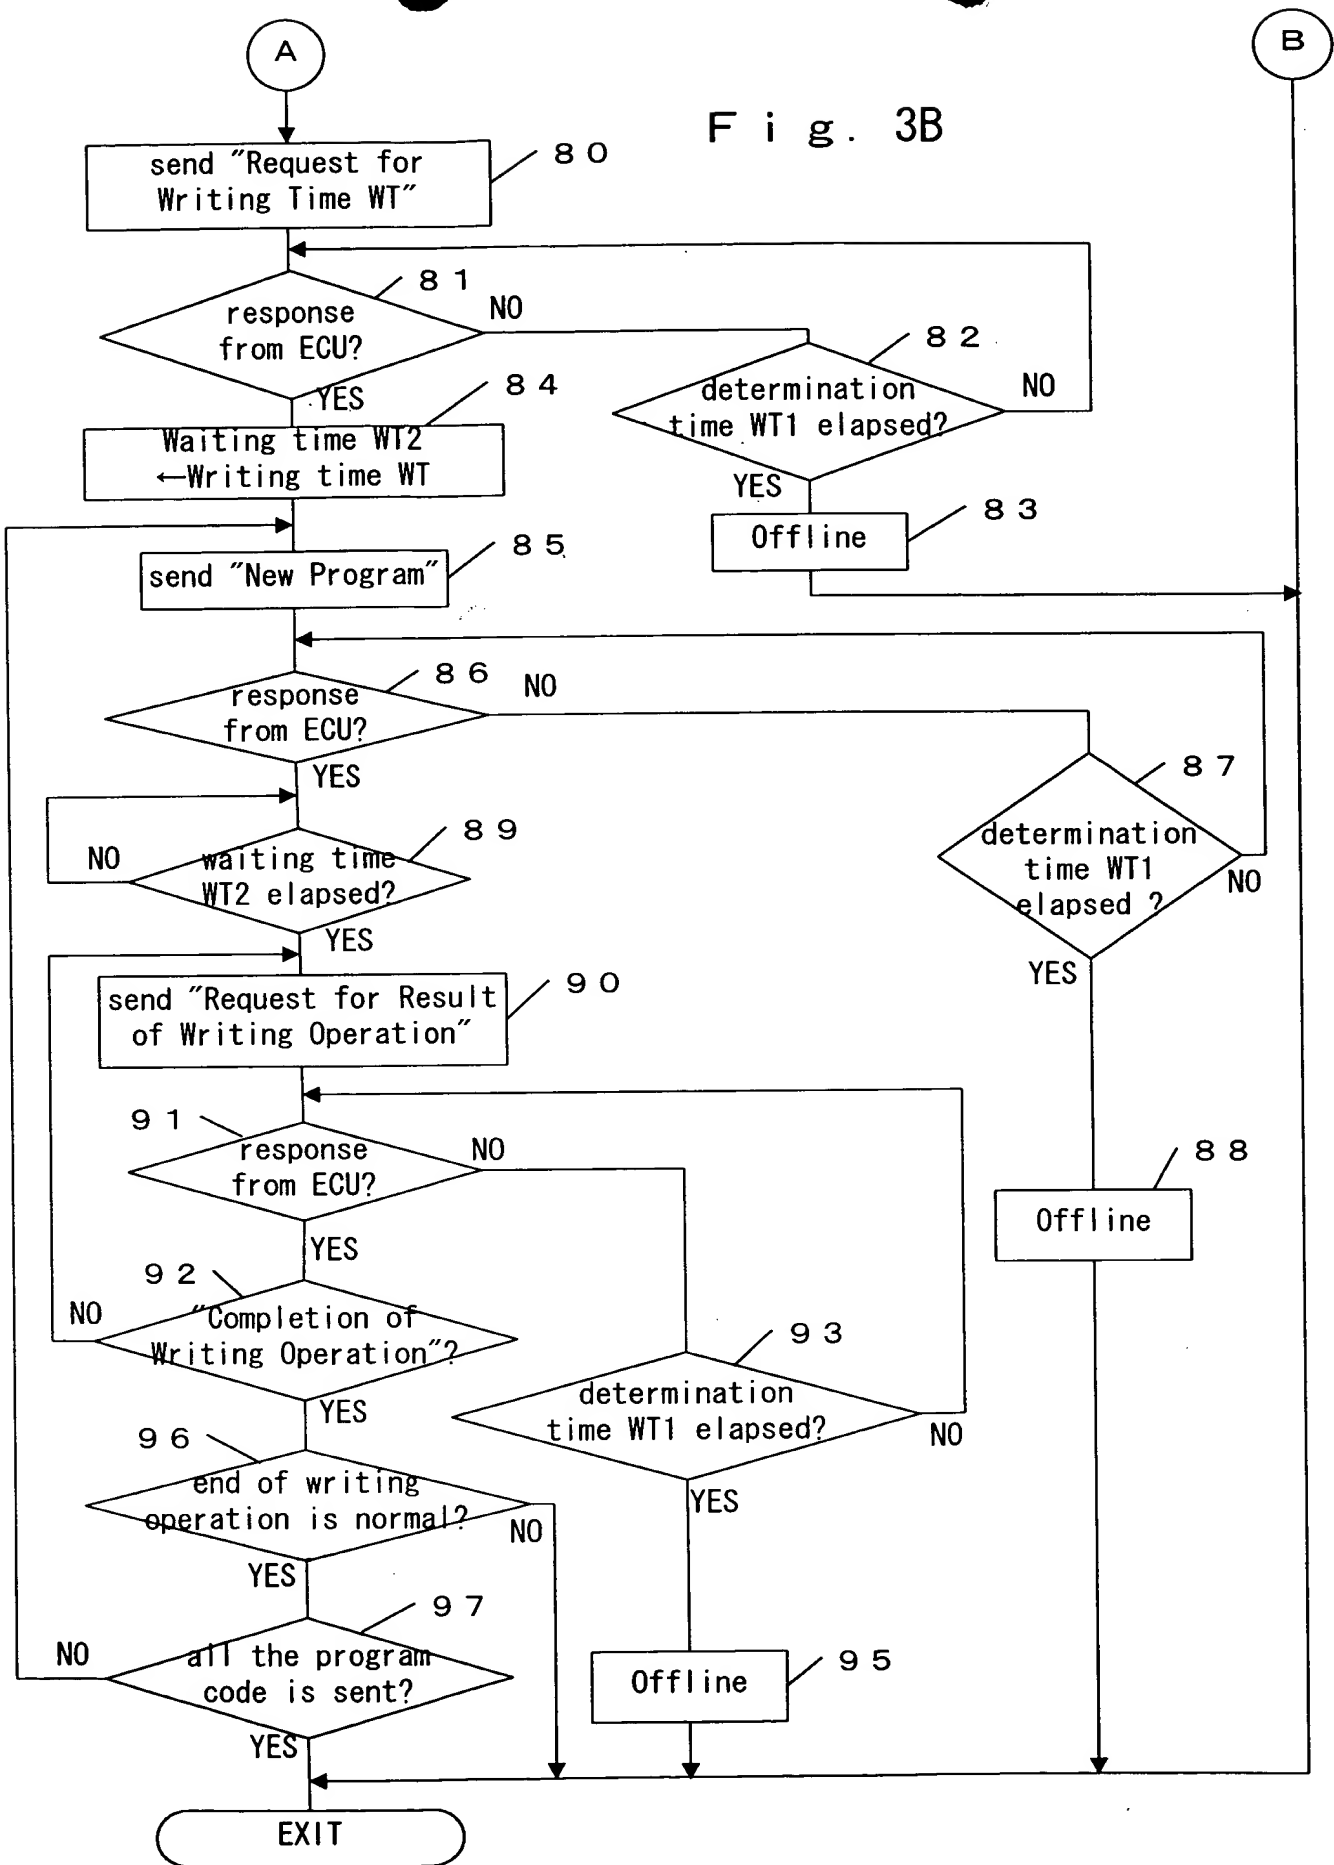 A
B
Fig. 3B
send "Request for
Writing Time WT"
80
response
from ECU?
81
NO
YES
determination
time WT1 elapsed?
82
NO
YES
Offline
83
Waiting time WT2
←Writing time WT
84
send "New Program"
85
response
from ECU?
86
NO
YES
determination
time WT1
elapsed ?
87
NO
YES
Offline
88
waiting time
WT2 elapsed?
89
NO
YES
send "Request for Result
of Writing Operation"
90
response
from ECU?
91
NO
YES
"Completion of
Writing Operation"?
92
NO
YES
determination
time WT1 elapsed?
93
NO
YES
Offline
95
end of writing
operation is normal?
96
NO
YES
all the program
code is sent?
97
NO
YES
EXIT